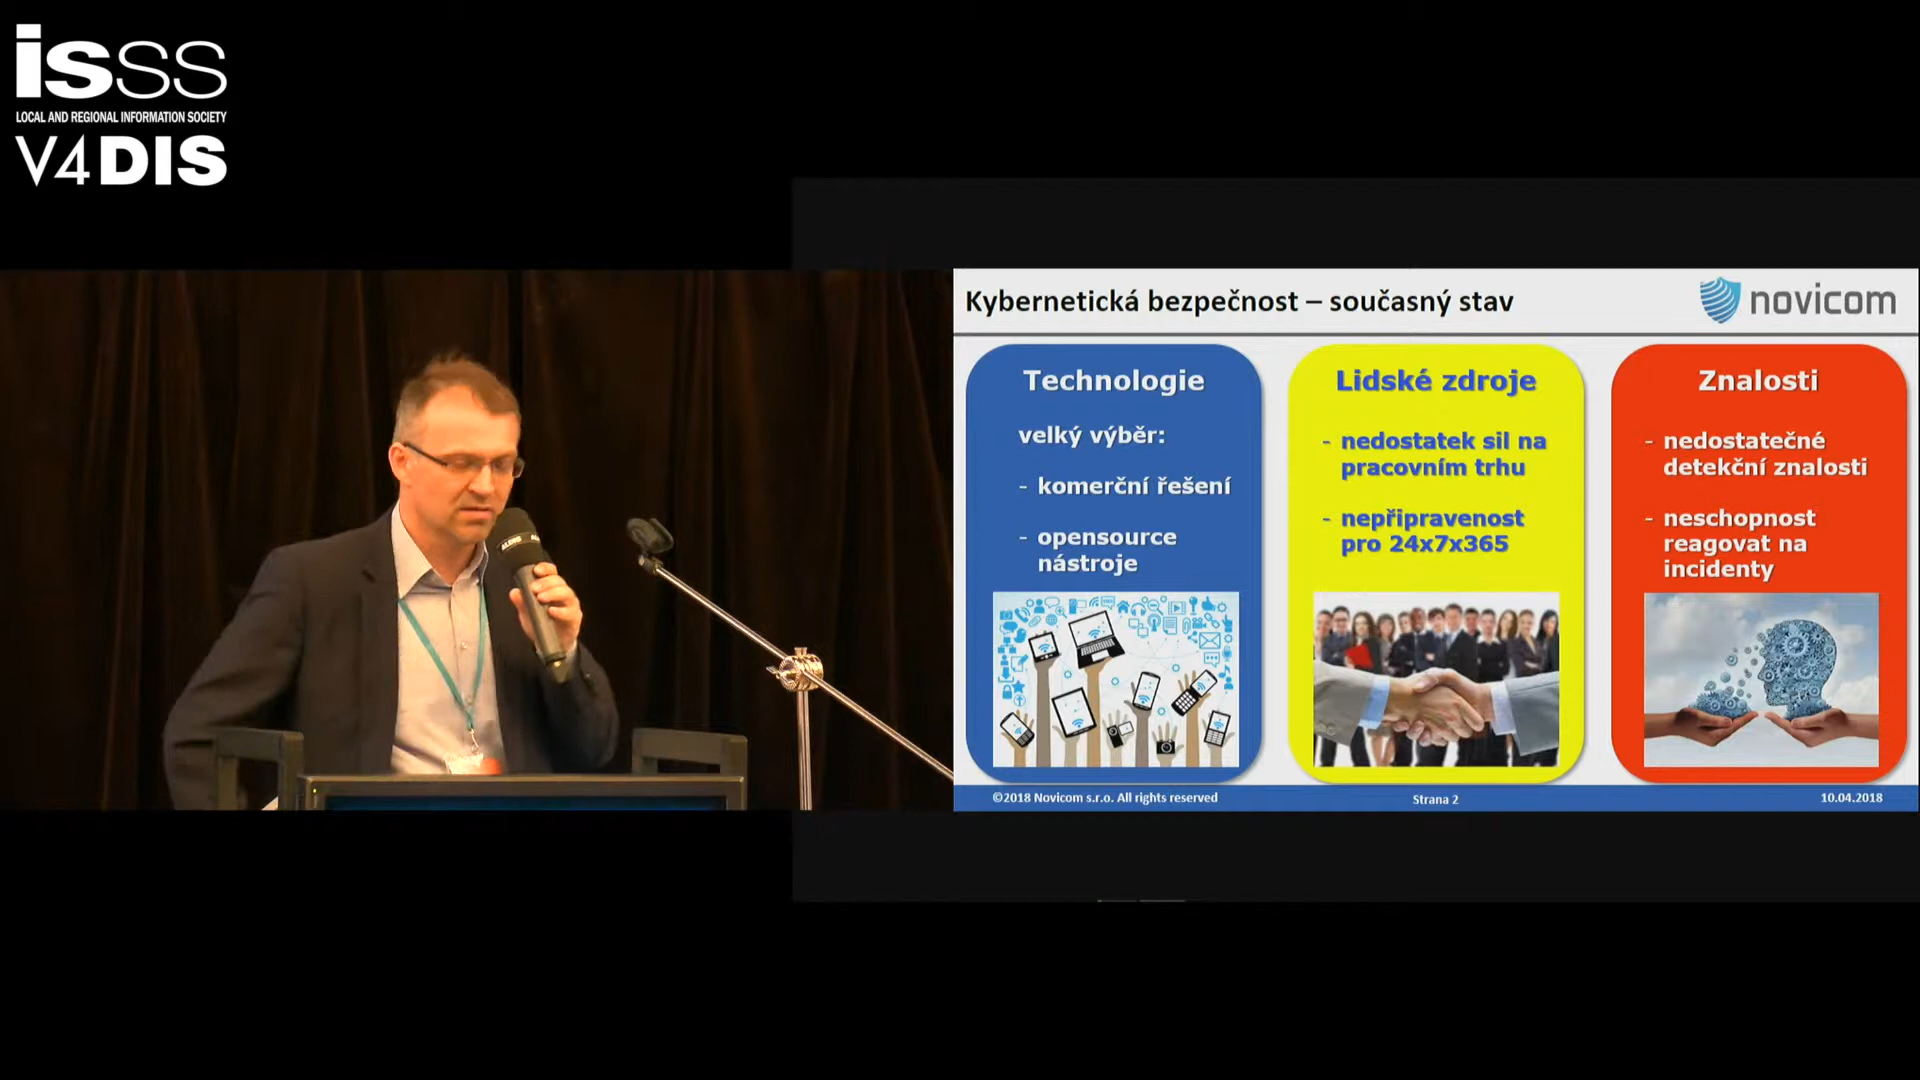 isss
LOCAL AND REGIONAL INFORMATION SOCIETY
V4DIS
Kybernetická bezpečnost – současný stav
novicom
Technologie
velký výběr:
- komerční řešení
- opensource
nástroje
Lidské zdroje
- nedostatek sil na
pracovním trhu
- nepřipravenost
pro 24x7x365
Znalosti
- nedostatečné
detekční znalosti
- neschopnost
reagovat na
incidenty
©2018 Novicom s.r.o. All rights reserved
Strana 2
10.04.2018